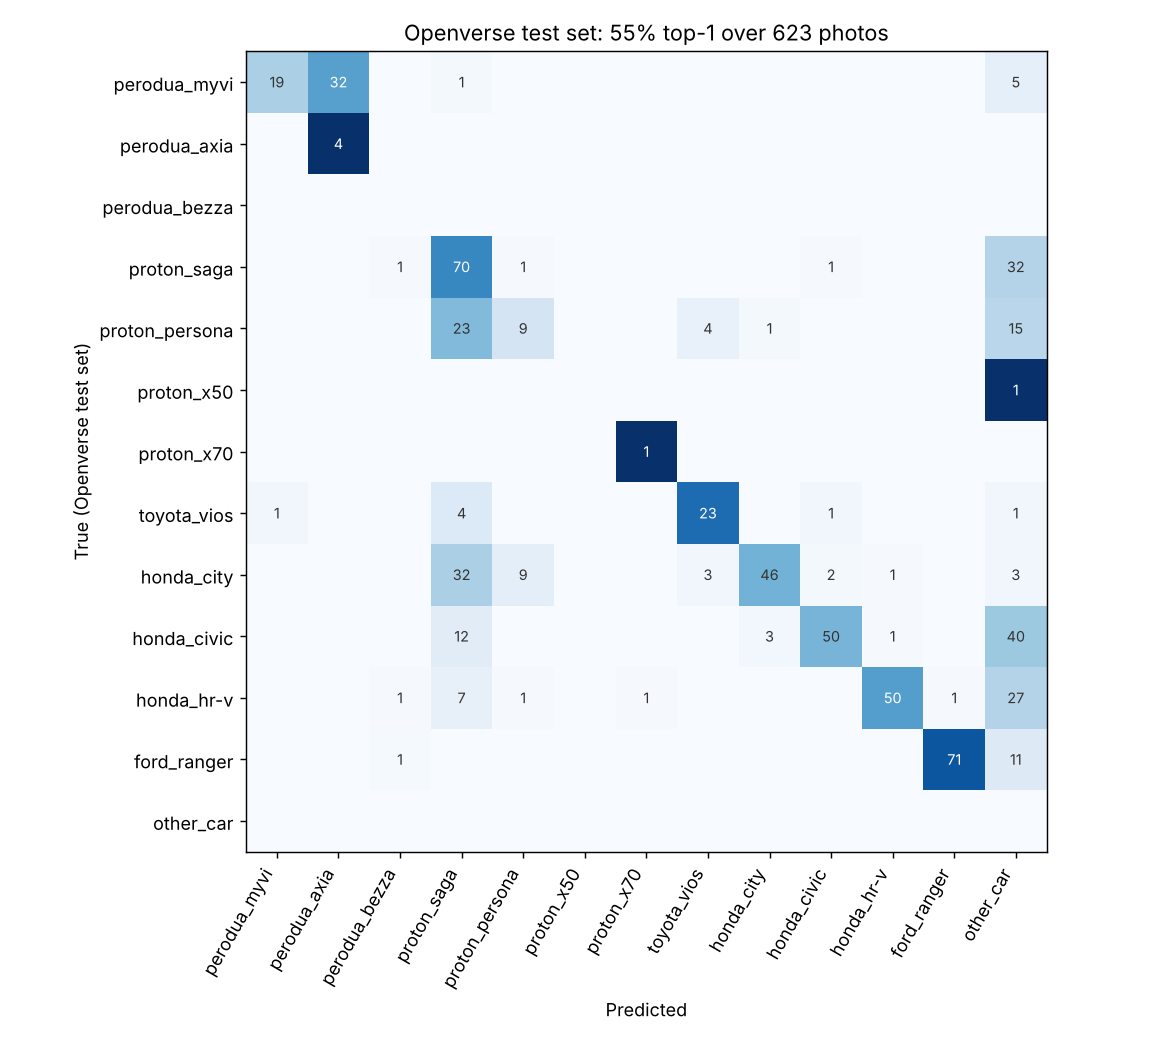 Openverse test set: 55% top-1 over 623 photos
perodua_myvi 19 32 1 5
perodua_axia 4
perodua_bezza
proton_saga 1 70 1 1 32
proton_persona 23 9 4 1 15
proton_x50 1
proton_x70 1
toyota_vios 1 4 23 1 1
honda_city 32 9 3 46 2 1 3
honda_civic 12 3 50 1 40
honda_hr-v 1 7 1 1 50 1 27
ford_ranger 1 71 11
other_car
True (Openverse test set)
perodua_myvi perodua_axia perodua_bezza proton_saga proton_persona proton_x50 proton_x70 toyota_vios honda_city honda_civic honda_hr-v ford_ranger other_car
Predicted